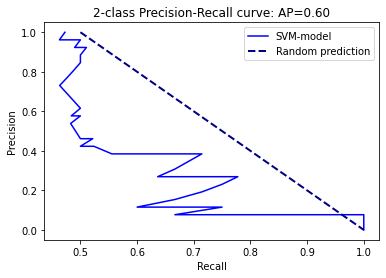 2-class Precision-Recall curve: AP=0.60
SVM-model
Random prediction
Precision
1.0
0.8
0.6
0.4
0.2
0.0
0.5 0.6 0.7 0.8 0.9 1.0
Recall